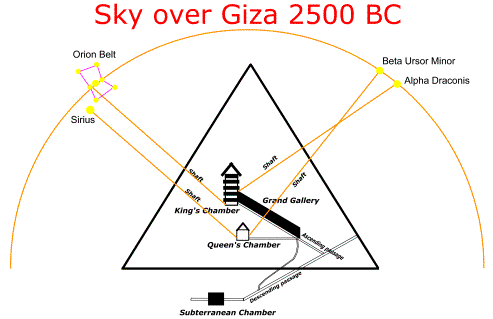 Sky over Giza 2500 BC
Orion Belt
Beta Ursor Minor
Alpha Draconis
Sirius
Shaft
Shaft
Shaft
Shaft
King's Chamber
Grand Gallery
Queen's Chamber
Ascending passage
Descending passage
Subterranean Chamber